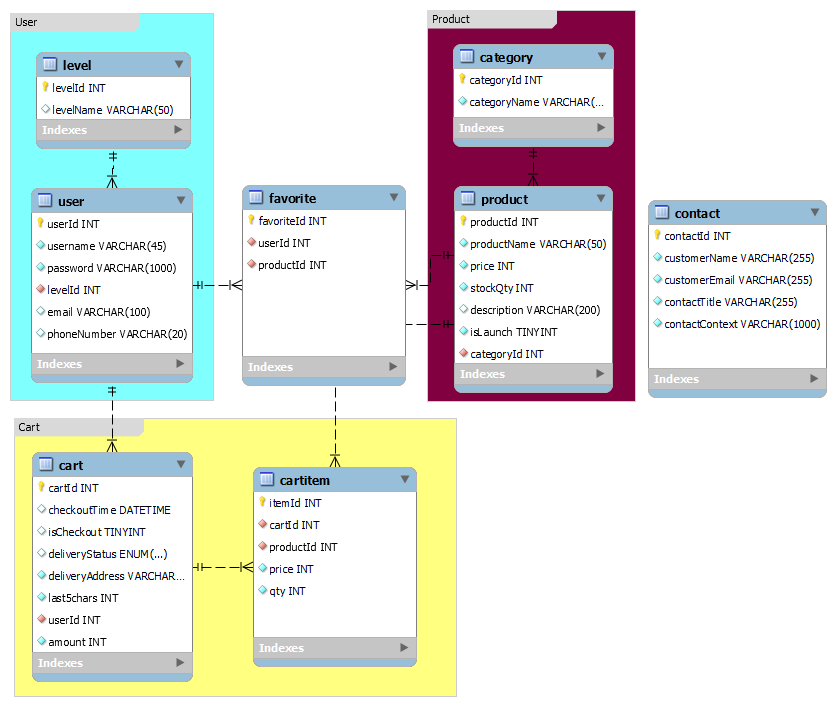 User
level
levelId INT
levelName VARCHAR(50)
Indexes
user
userId INT
username VARCHAR(45)
password VARCHAR(1000)
levelId INT
email VARCHAR(100)
phoneNumber VARCHAR(20)
Indexes
favorite
favoriteId INT
userId INT
productId INT
Indexes
Product
category
categoryId INT
categoryName VARCHAR(...
Indexes
product
productId INT
productName VARCHAR(50)
price INT
stockQty INT
description VARCHAR(200)
isLaunch TINYINT
categoryId INT
Indexes
contact
contactId INT
customerName VARCHAR(255)
customerEmail VARCHAR(255)
contactTitle VARCHAR(255)
contactContext VARCHAR(1000)
Indexes
Cart
cart
cartId INT
checkoutTime DATETIME
isCheckout TINYINT
deliveryStatus ENUM(...)
deliveryAddress VARCHAR...
last5chars INT
userId INT
amount INT
Indexes
cartitem
itemId INT
cartId INT
productId INT
price INT
qty INT
Indexes